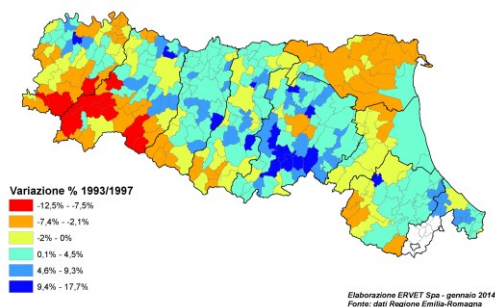 Variazione % 1993/1997
-12,5% - -7,5%
-7,4% - -2,1%
-2% - 0%
0,1% - 4,5%
4,6% - 9,3%
9,4% - 17,7%
Elaborazione ERVET Spa - gennaio 2014
Fonte: dati Regione Emilia-Romagna